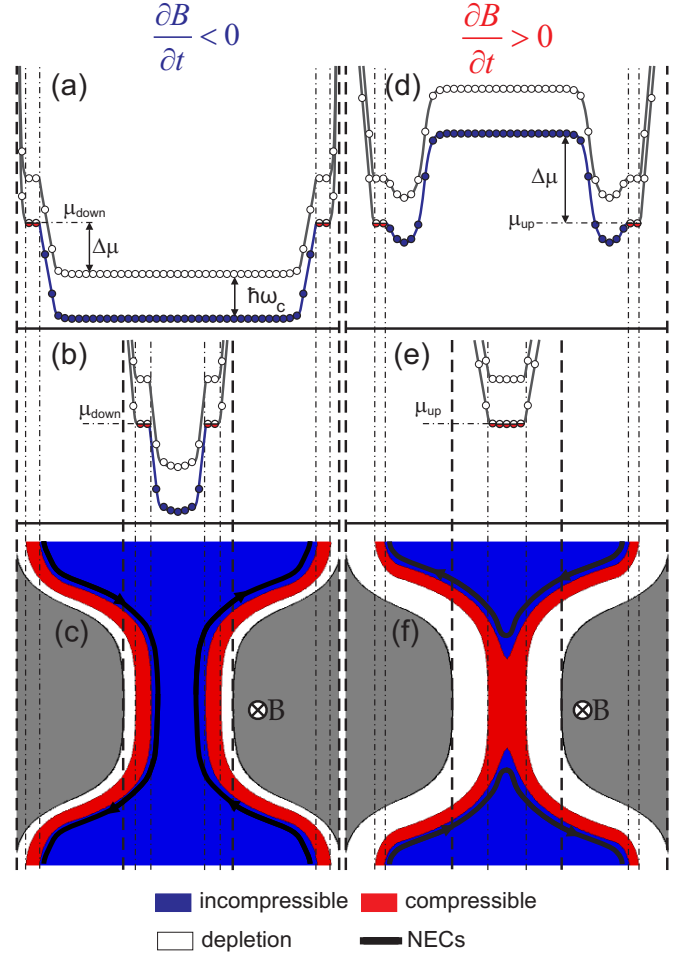 ∂B/∂t < 0
∂B/∂t > 0
(a)
(d)
μdown
Δμ
ħωc
Δμ
μup
(b)
(e)
μdown
μup
(c)
(f)
B
B
incompressible
compressible
depletion
NECs